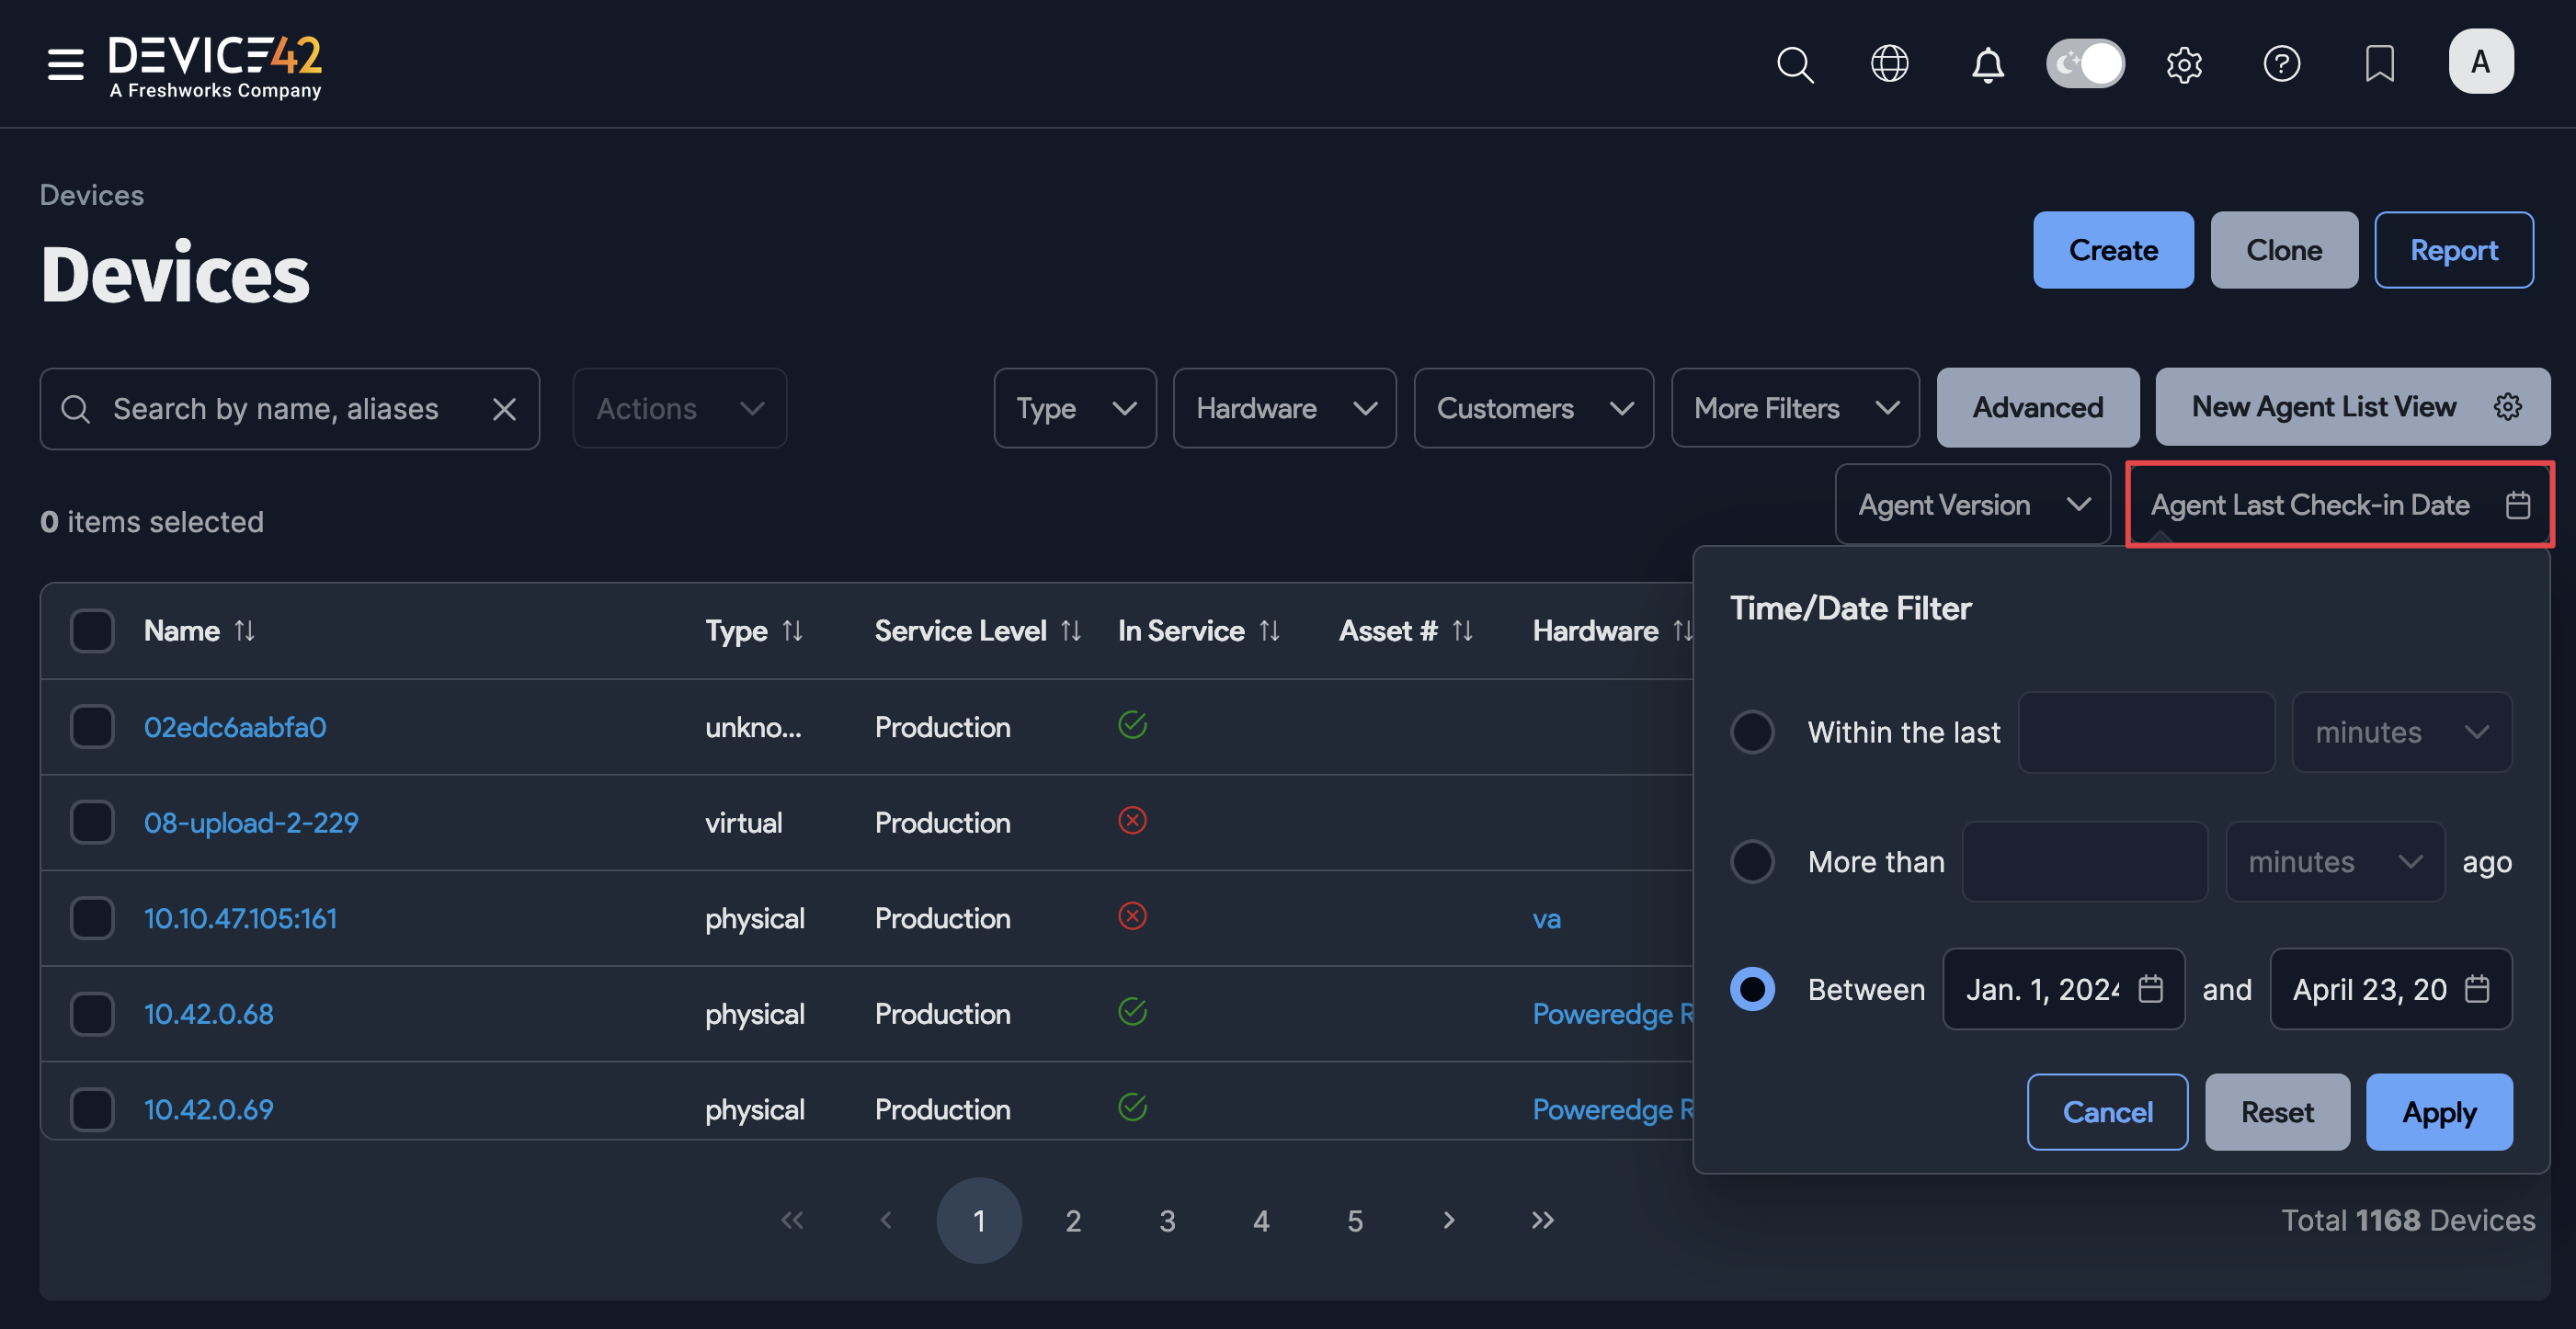 DEVICE42
A Freshworks Company
A
Devices
Devices
Create
Clone
Report
Search by name, aliases
Actions
Type
Hardware
Customers
More Filters
Advanced
New Agent List View
Agent Version
Agent Last Check-in Date
0 items selected
Name Type Service Level In Service Asset # Hardware
02edc6aabfa0 unkno... Production
08-upload-2-229 virtual Production
10.10.47.105:161 physical Production va
10.42.0.68 physical Production Poweredge R
10.42.0.69 physical Production Poweredge R
Time/Date Filter
Within the last minutes
More than minutes ago
Between Jan. 1, 2024 and April 23, 20
Cancel
Reset
Apply
1 2 3 4 5
Total 1168 Devices